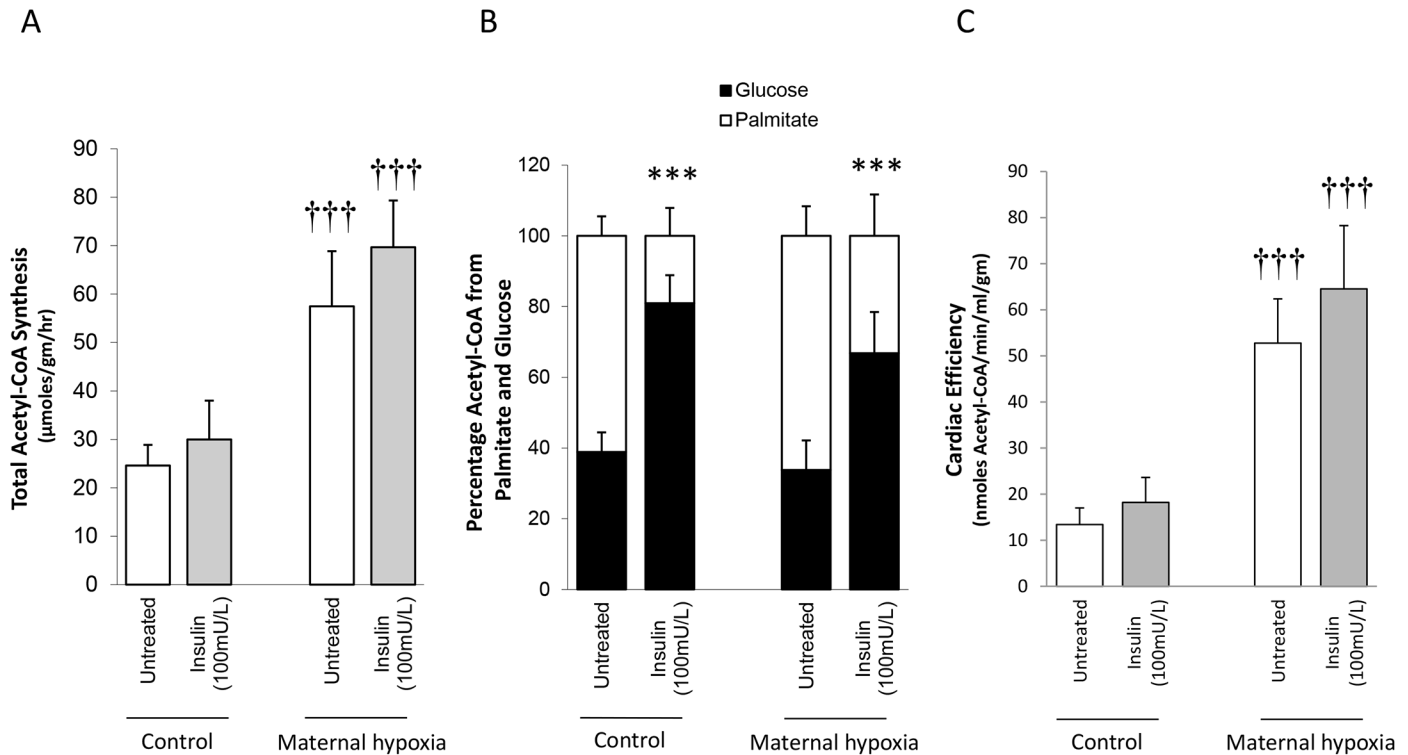 A
B
C
Glucose
Palmitate
Total Acetyl-CoA Synthesis
(μmoles/gm/hr)
90
80
70
60
50
40
30
20
10
0
†††
†††
Untreated
Insulin
(100mU/L)
Untreated
Insulin
(100mU/L)
Control
Maternal hypoxia
Percentage Acetyl-CoA from
Palmitate and Glucose
120
100
80
60
40
20
0
***
***
Untreated
Insulin
(100mU/L)
Untreated
Insulin
(100mU/L)
Control
Maternal hypoxia
Cardiac Efficiency
(nmoles Acetyl-CoA/min/ml/gm)
90
80
70
60
50
40
30
20
10
0
†††
†††
Untreated
Insulin
(100mU/L)
Untreated
Insulin
(100mU/L)
Control
Maternal hypoxia